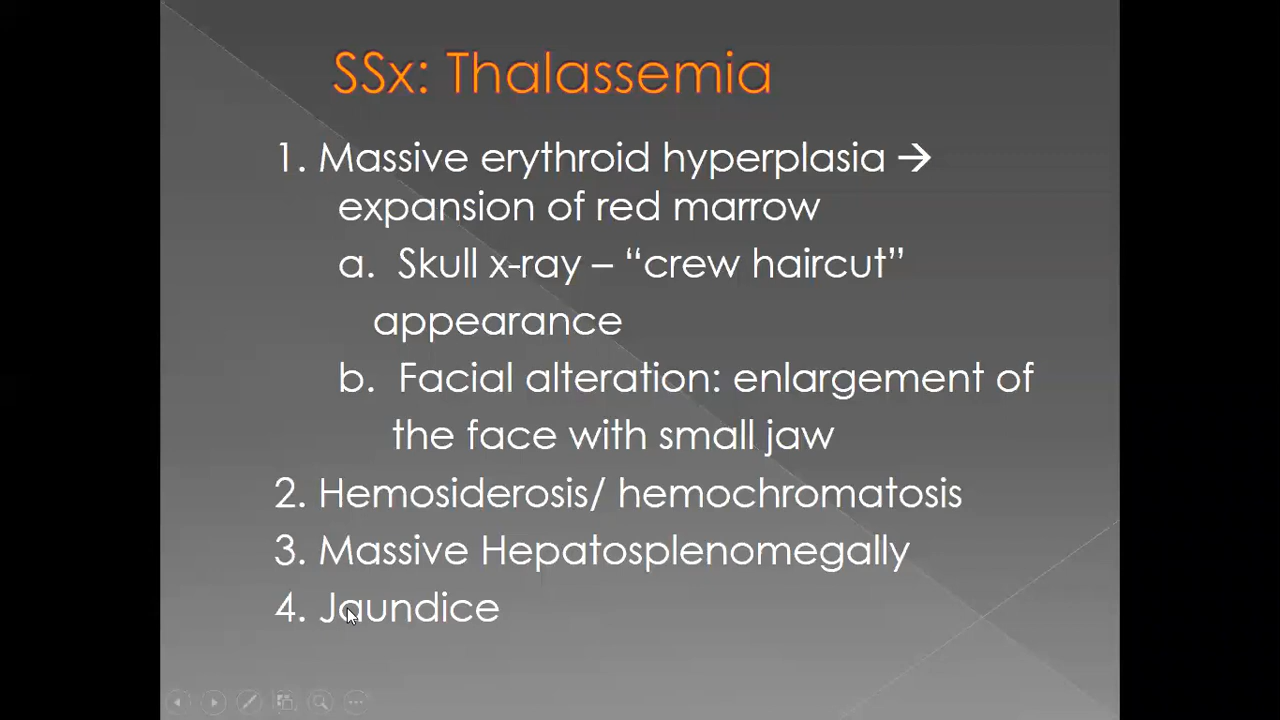 SSx: Thalassemia
1. Massive erythroid hyperplasia →
expansion of red marrow
a. Skull x-ray – “crew haircut”
appearance
b. Facial alteration: enlargement of
the face with small jaw
2. Hemosiderosis/ hemochromatosis
3. Massive Hepatosplenomegally
4. Jaundice